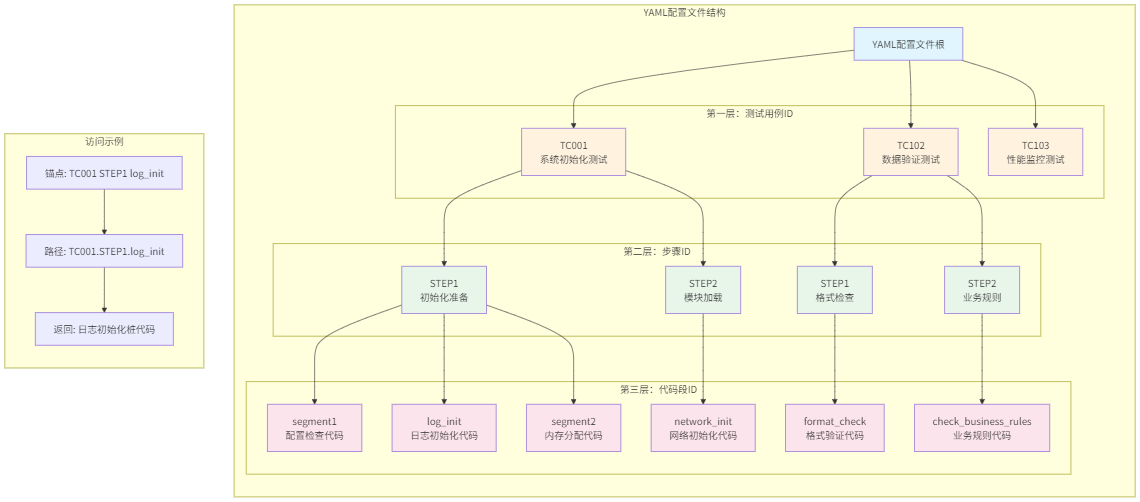 访问示例
锚点: TC001 STEP1 log_init
路径: TC001.STEP1.log_init
返回: 日志初始化桩代码
YAML配置文件结构
YAML配置文件根
第一层：测试用例ID
TC001
系统初始化测试
TC102
数据验证测试
TC103
性能监控测试
第二层：步骤ID
STEP1
初始化准备
STEP2
模块加载
STEP1
格式检查
STEP2
业务规则
第三层：代码段ID
segment1
配置检查代码
log_init
日志初始化代码
segment2
内存分配代码
network_init
网络初始化代码
format_check
格式验证代码
check_business_rules
业务规则代码